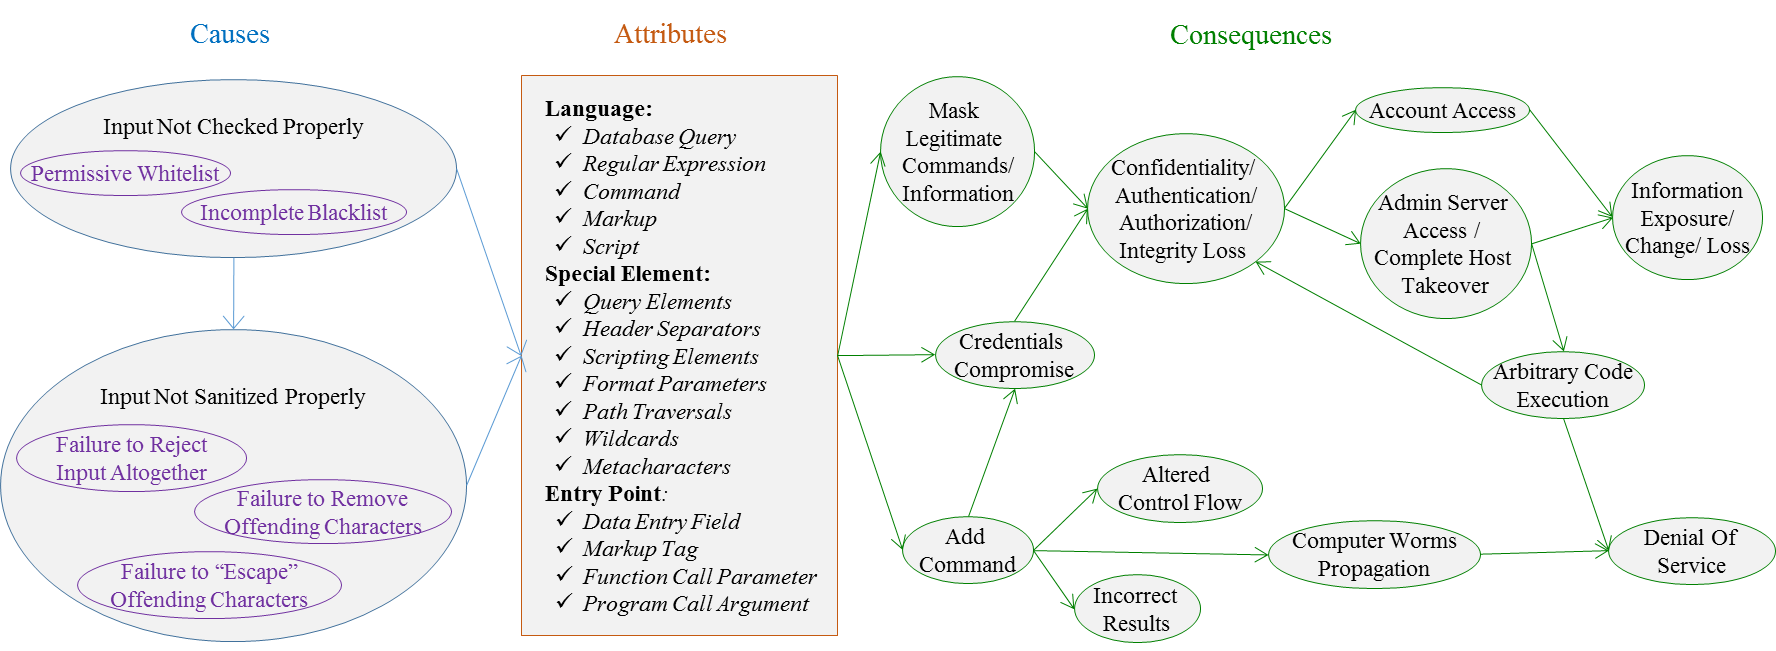 Causes
Attributes
Consequences
Input Not Checked Properly
Permissive Whitelist
Incomplete Blacklist
Input Not Sanitized Properly
Failure to Reject
Input Altogether
Failure to Remove
Offending Characters
Failure to “Escape”
Offending Characters
Language:
✓ Database Query
✓ Regular Expression
✓ Command
✓ Markup
✓ Script
Special Element:
✓ Query Elements
✓ Header Separators
✓ Scripting Elements
✓ Format Parameters
✓ Path Traversals
✓ Wildcards
✓ Metacharacters
Entry Point:
✓ Data Entry Field
✓ Markup Tag
✓ Function Call Parameter
✓ Program Call Argument
Mask
Legitimate
Commands/
Information
Credentials
Compromise
Add
Command
Confidentiality/
Authentication/
Authorization/
Integrity Loss
Altered
Control Flow
Computer Worms
Propagation
Incorrect
Results
Account Access
Admin Server
Access /
Complete Host
Takeover
Arbitrary Code
Execution
Information
Exposure/
Change/ Loss
Denial Of
Service